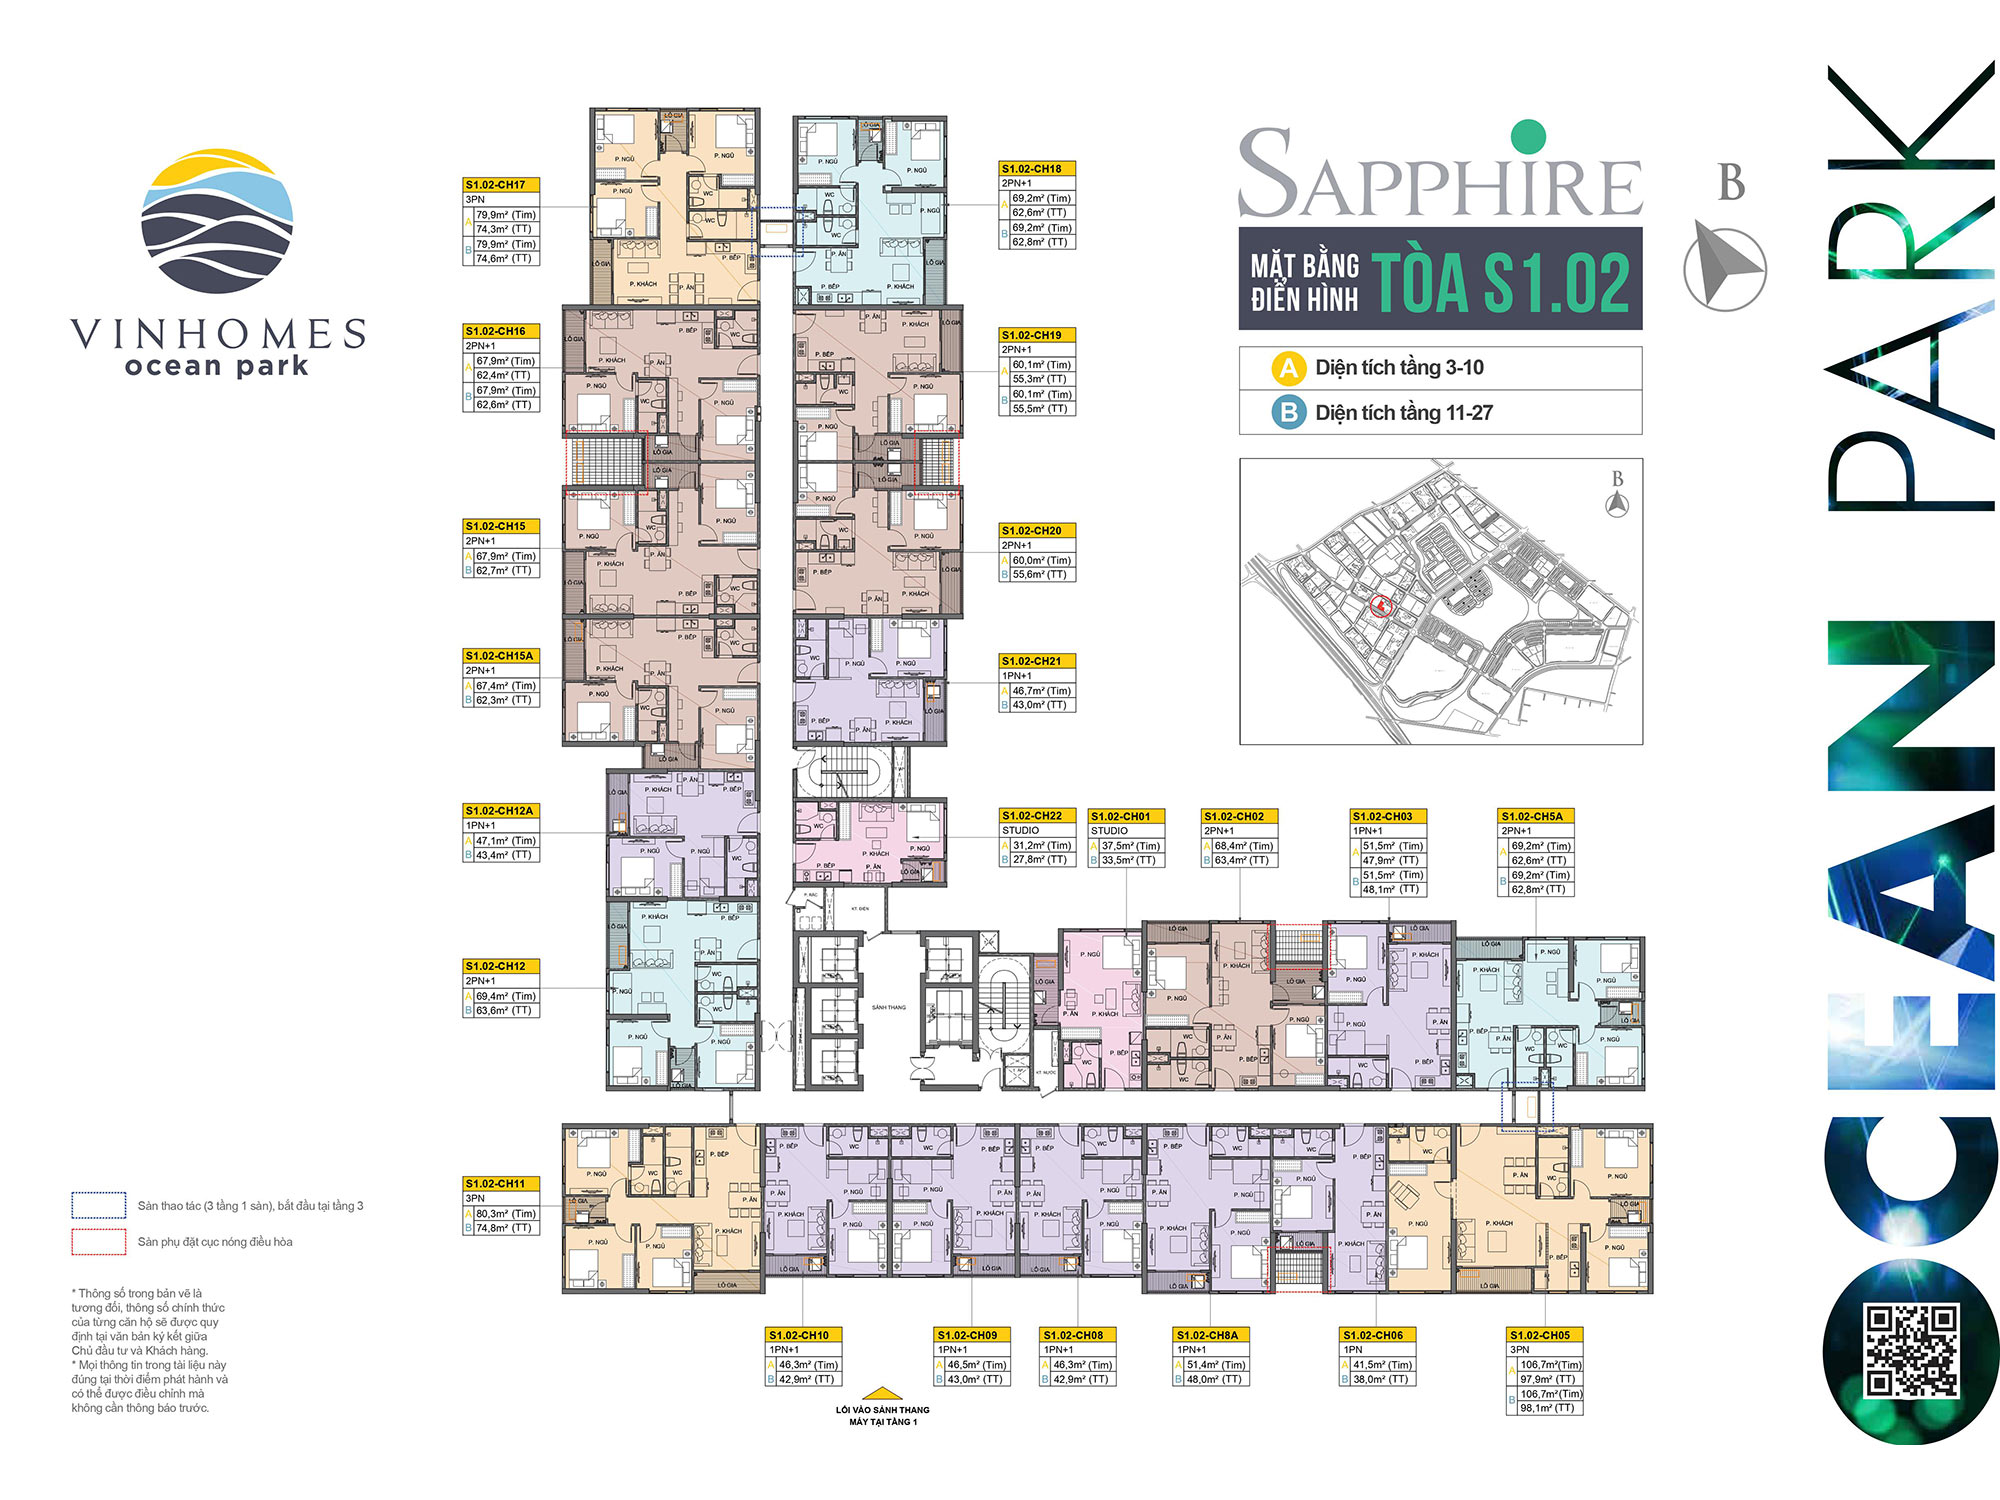 VINHOMES
ocean park
SAPPHIRE
MẶT BẰNG
ĐIỂN HÌNH
TÒA S1.02
B
A Diện tích tầng 3-10
B Diện tích tầng 11-27
B
OCEAN PARK
S1.02-CH17
3PN
A 79,9m² (Tim)
74,3m² (TT)
B 79,9m² (Tim)
74,6m² (TT)
S1.02-CH16
2PN+1
A 67,9m² (Tim)
62,4m² (TT)
B 67,9m² (Tim)
62,6m² (TT)
S1.02-CH15
2PN+1
A 67,9m² (Tim)
B 62,7m² (TT)
S1.02-CH15A
2PN+1
A 67,4m² (Tim)
B 62,3m² (TT)
S1.02-CH12A
1PN+1
A 47,1m² (Tim)
B 43,4m² (TT)
S1.02-CH12
2PN+1
A 69,4m² (Tim)
B 63,6m² (TT)
S1.02-CH11
3PN
A 80,3m² (Tim)
B 74,8m² (TT)
S1.02-CH18
2PN+1
A 69,2m² (Tim)
62,6m² (TT)
B 69,2m² (Tim)
62,8m² (TT)
S1.02-CH19
2PN+1
A 60,1m² (Tim)
55,3m² (TT)
B 60,1m² (Tim)
55,5m² (TT)
S1.02-CH20
2PN+1
A 60,0m² (Tim)
B 55,6m² (TT)
S1.02-CH21
1PN+1
A 46,7m² (Tim)
B 43,0m² (TT)
S1.02-CH22
STUDIO
A 31,2m² (Tim)
B 27,8m² (TT)
S1.02-CH01
STUDIO
A 37,5m² (Tim)
B 33,5m² (TT)
S1.02-CH02
2PN+1
A 68,4m² (Tim)
B 63,4m² (TT)
S1.02-CH03
1PN+1
A 51,5m² (Tim)
47,9m² (TT)
B 51,5m² (Tim)
48,1m² (TT)
S1.02-CH5A
2PN+1
A 69,2m² (Tim)
62,6m² (TT)
B 69,2m² (Tim)
62,8m² (TT)
P. RÁC
KT. ĐIỆN
SẢNH THANG
KT. NƯỚC
P. NGỦ
P. KHÁCH
P. BẾP
P. ĂN
WC
LÔ GIA
S1.02-CH10
1PN+1
A 46,3m² (Tim)
B 42,9m² (TT)
S1.02-CH09
1PN+1
A 46,5m² (Tim)
B 43,0m² (TT)
S1.02-CH08
1PN+1
A 46,3m² (Tim)
B 42,9m² (TT)
S1.02-CH8A
1PN+1
A 51,4m² (Tim)
B 48,0m² (TT)
S1.02-CH06
1PN
A 41,5m² (Tim)
B 38,0m² (TT)
S1.02-CH05
3PN
A 106,7m² (Tim)
97,9m² (TT)
B 106,7m² (Tim)
98,1m² (TT)
LỐI VÀO SẢNH THANG
MÁY TẠI TẦNG 1
Sàn thao tác (3 tầng 1 sàn), bắt đầu tại tầng 3
Sàn phụ đặt cục nóng điều hòa
* Thông số trong bản vẽ là
tương đối, thông số chính thức
của từng căn hộ sẽ được quy
định tại văn bản ký kết giữa
Chủ đầu tư và Khách hàng.
* Mọi thông tin trong tài liệu này
đúng tại thời điểm phát hành và
có thể được điều chỉnh mà
không cần thông báo trước.